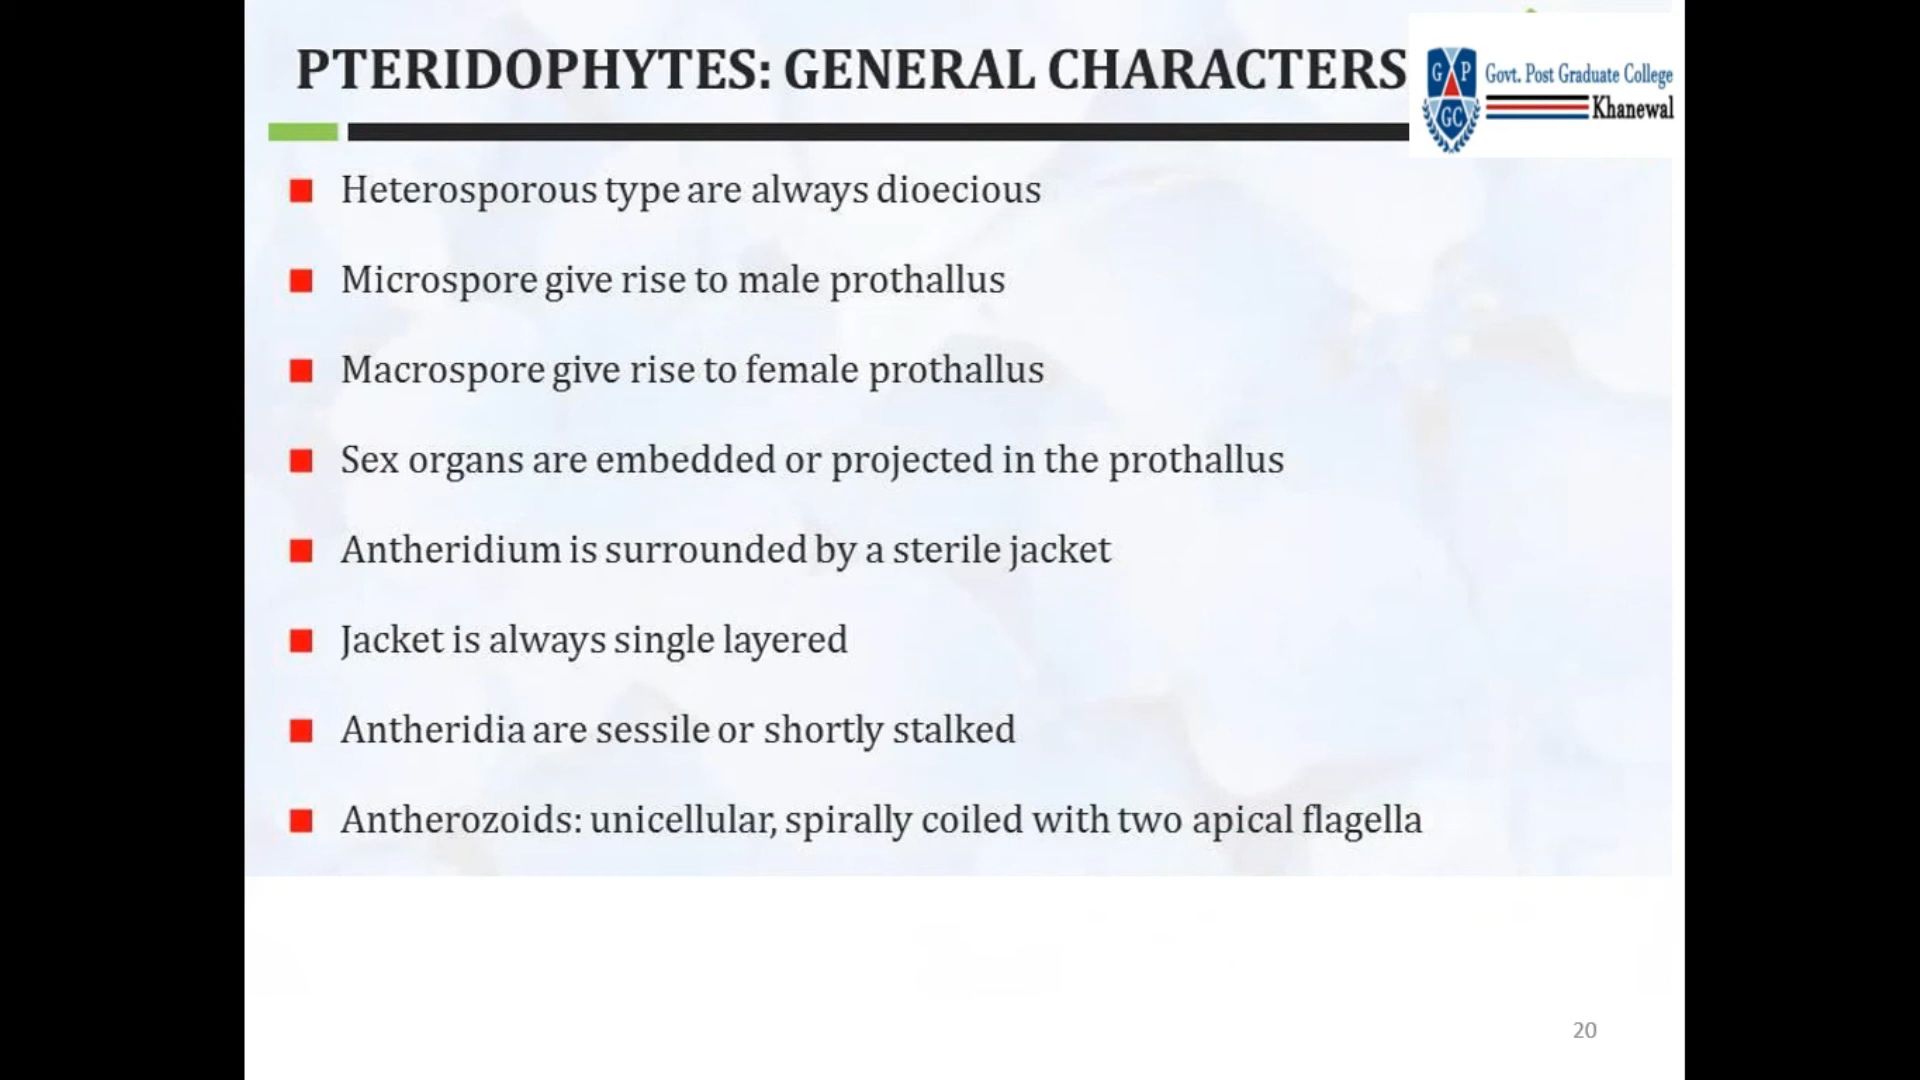 PTERIDOPHYTES: GENERAL CHARACTERS
G P
GC
Govt. Post Graduate College
Khanewal
Heterosporous type are always dioecious
Microspore give rise to male prothallus
Macrospore give rise to female prothallus
Sex organs are embedded or projected in the prothallus
Antheridium is surrounded by a sterile jacket
Jacket is always single layered
Antheridia are sessile or shortly stalked
Antherozoids: unicellular, spirally coiled with two apical flagella
20